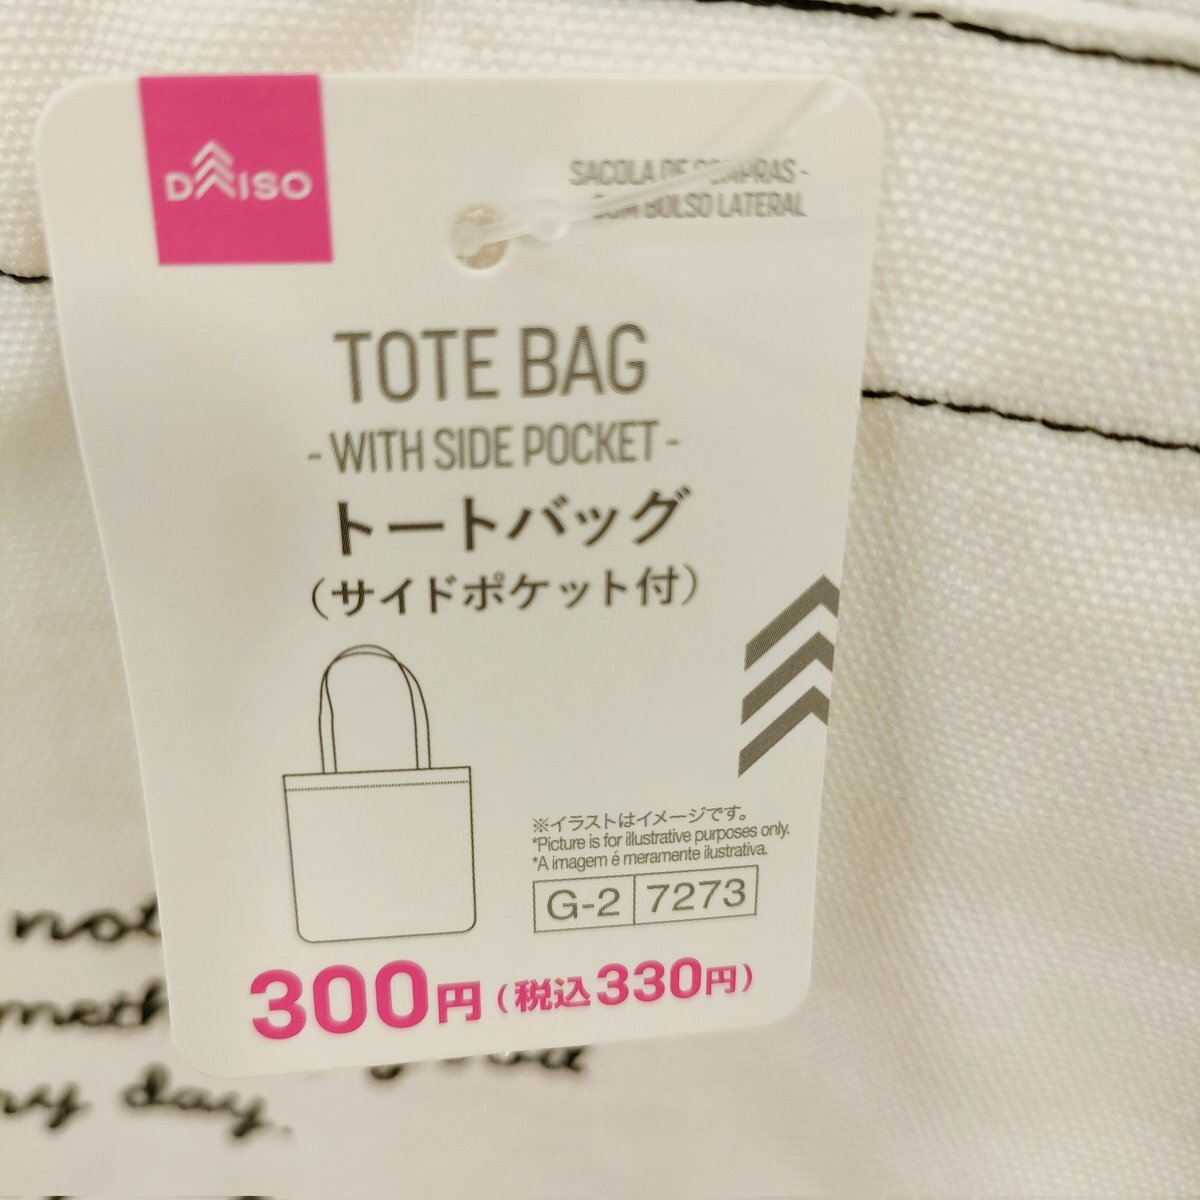 DAISO
SACOLA DE COMPRAS -
COM BOLSO LATERAL
TOTE BAG
- WITH SIDE POCKET -
トートバッグ
（サイドポケット付）
※イラストはイメージです。
*Picture is for illustrative purposes only.
*A imagem é meramente ilustrativa.
G-2 7273
300円（税込330円）
not
day.